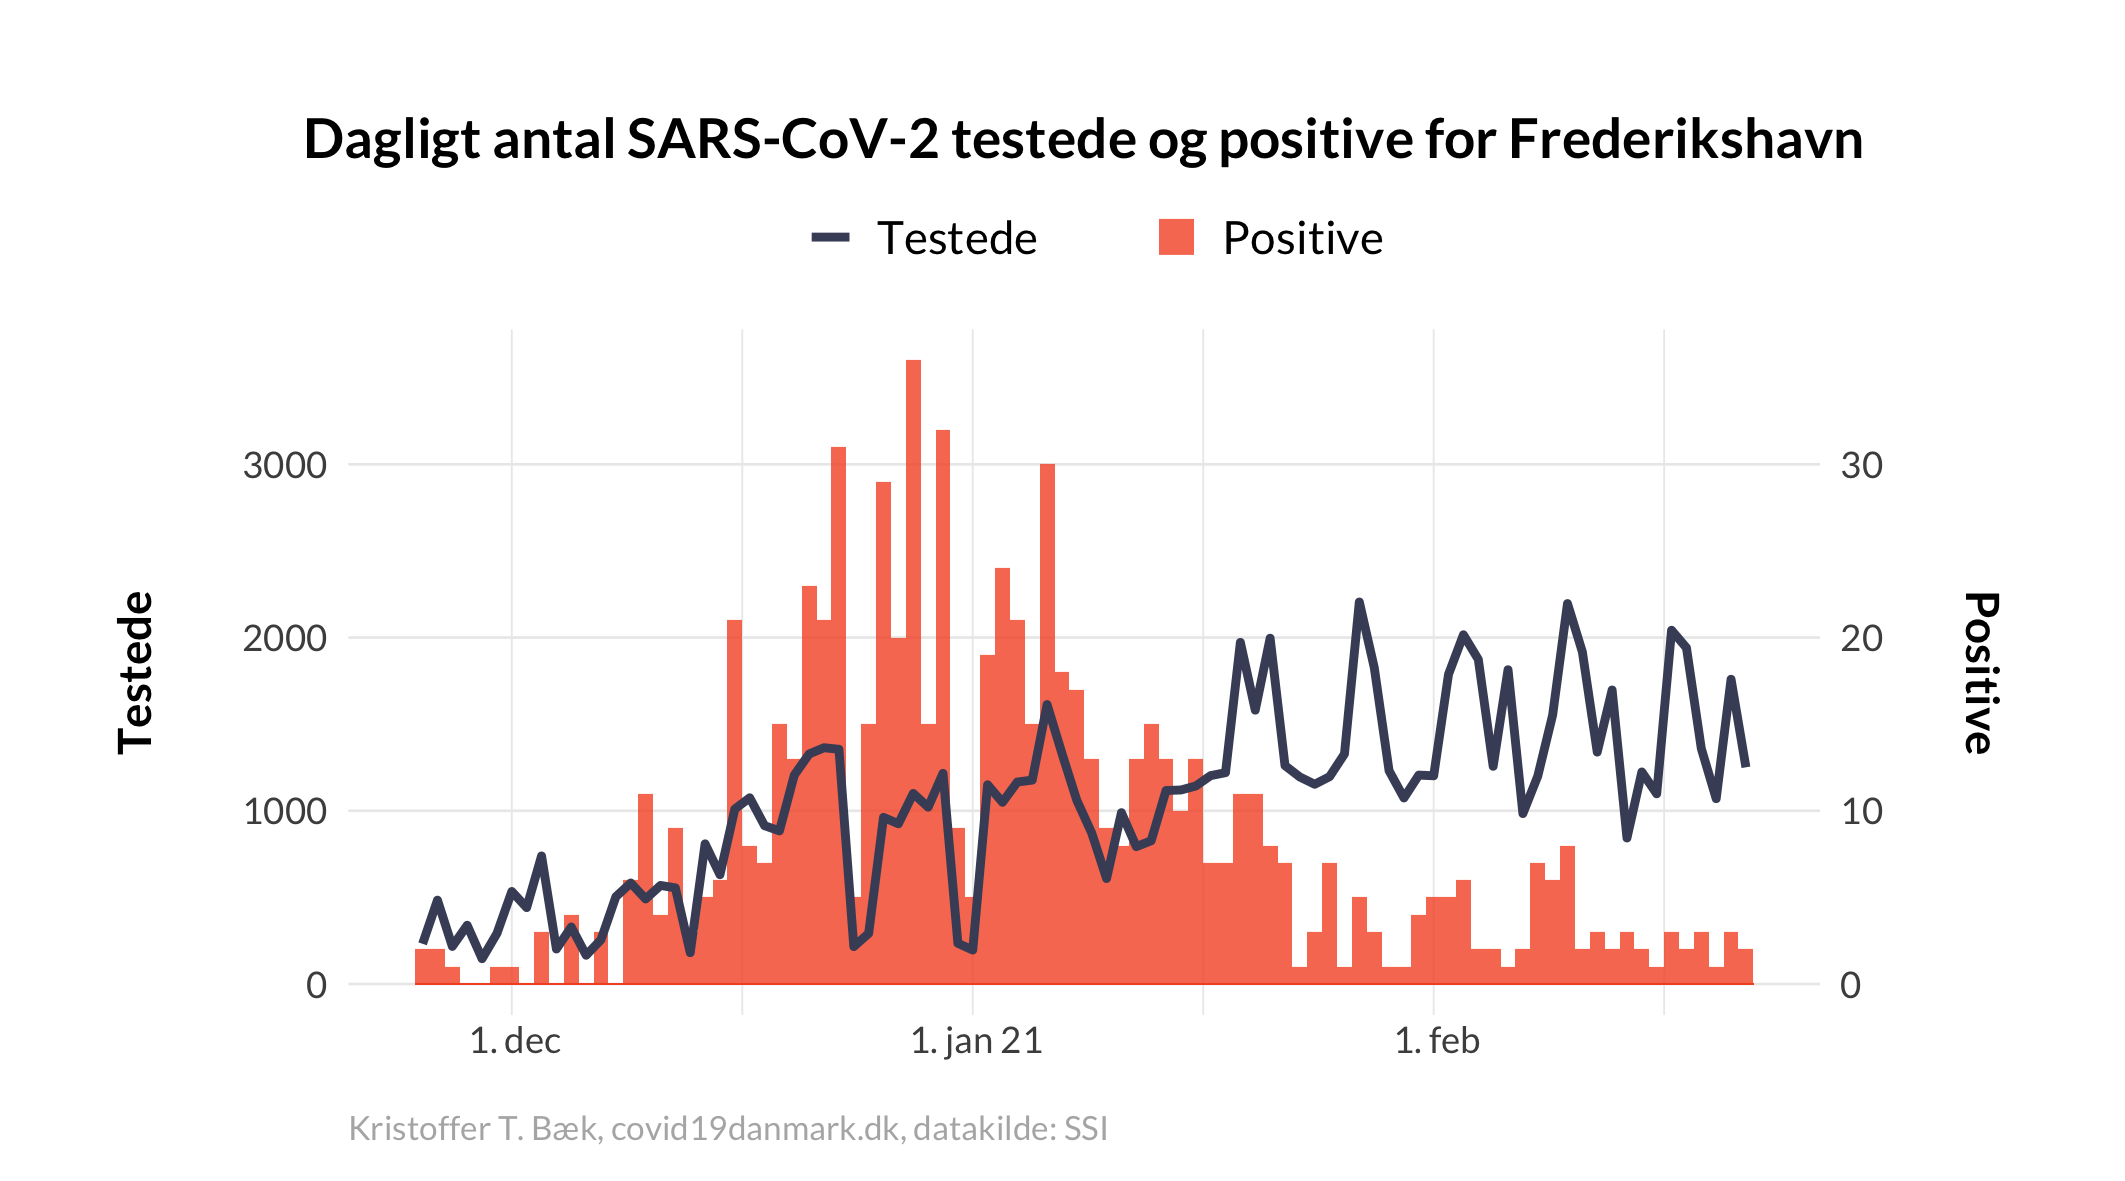 Dagligt antal SARS-CoV-2 testede og positive for Frederikshavn
Testede
Positive
Testede
3000
2000
1000
0
30
20
10
0
Positive
1. dec
1. jan 21
1. feb
Kristoffer T. Bæk, covid19danmark.dk, datakilde: SSI